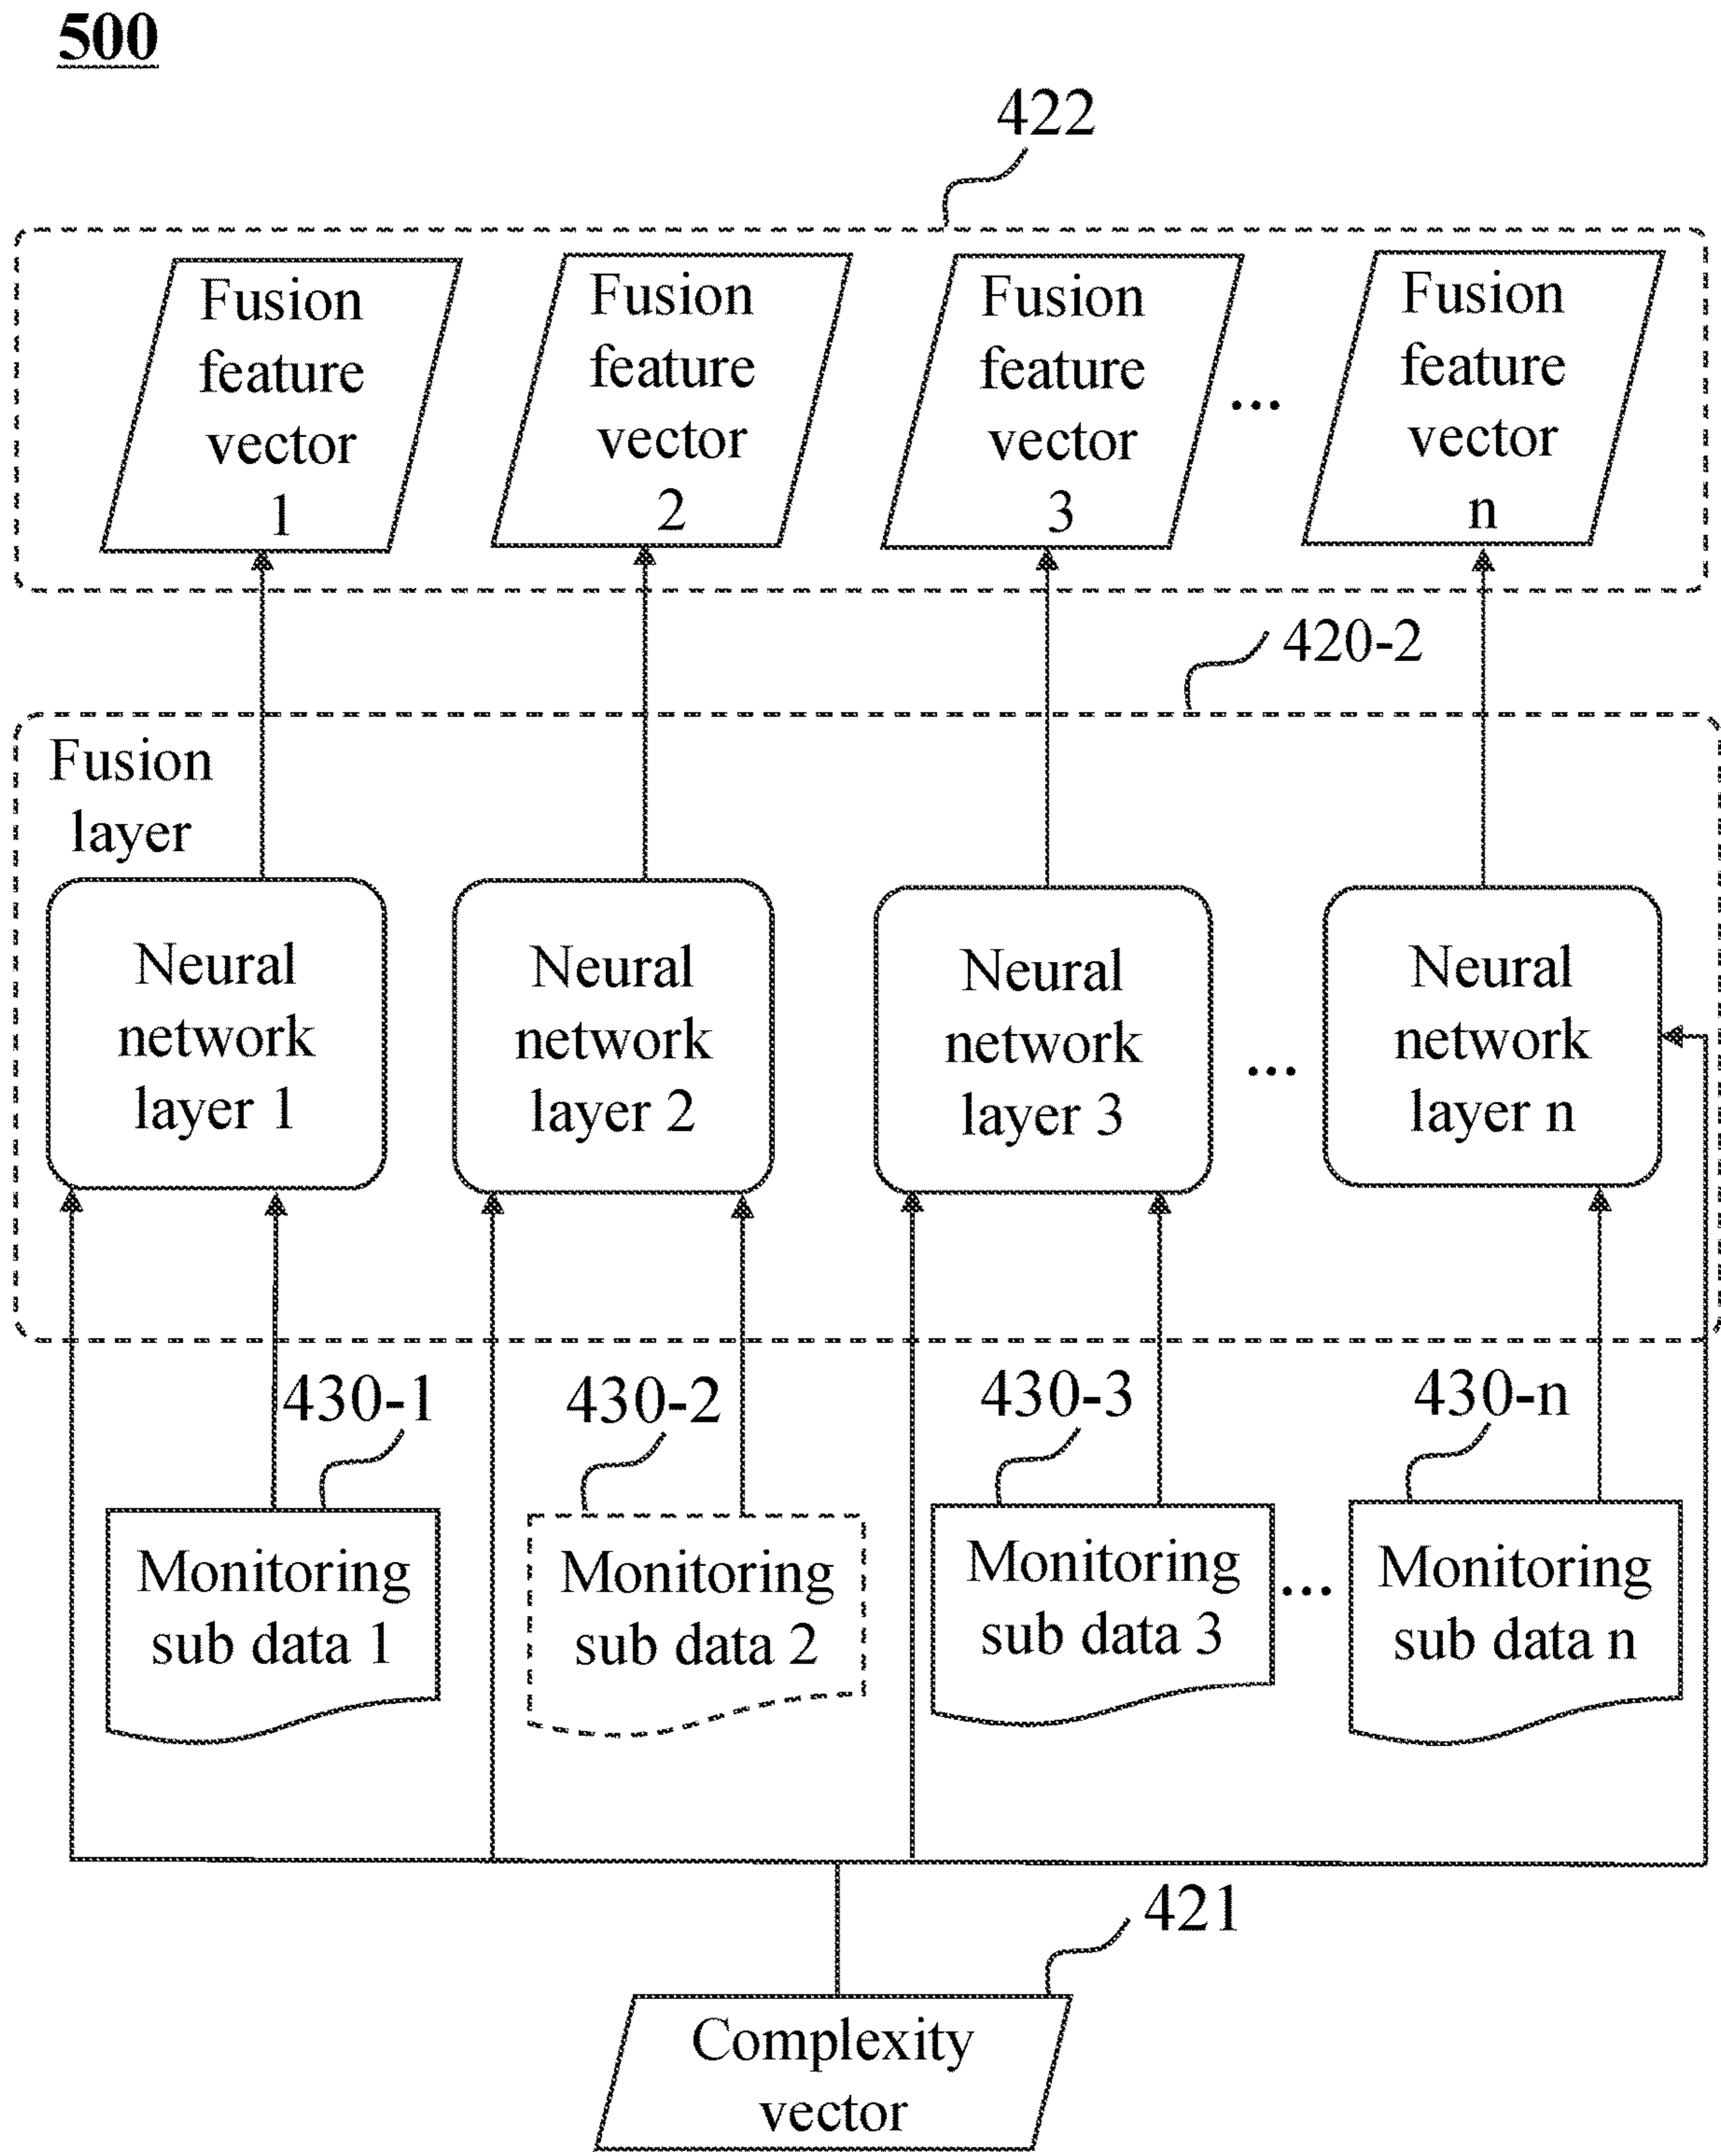 500
422
Fusion
feature
vector
1
Fusion
feature
vector
2
Fusion
feature
vector
3
...
Fusion
feature
vector
n
420-2
Fusion
layer
Neural
network
layer 1
Neural
network
layer 2
Neural
network
layer 3
...
Neural
network
layer n
430-1
430-2
430-3
430-n
Monitoring
sub data 1
Monitoring
sub data 2
Monitoring
sub data 3
...
Monitoring
sub data n
421
Complexity
vector